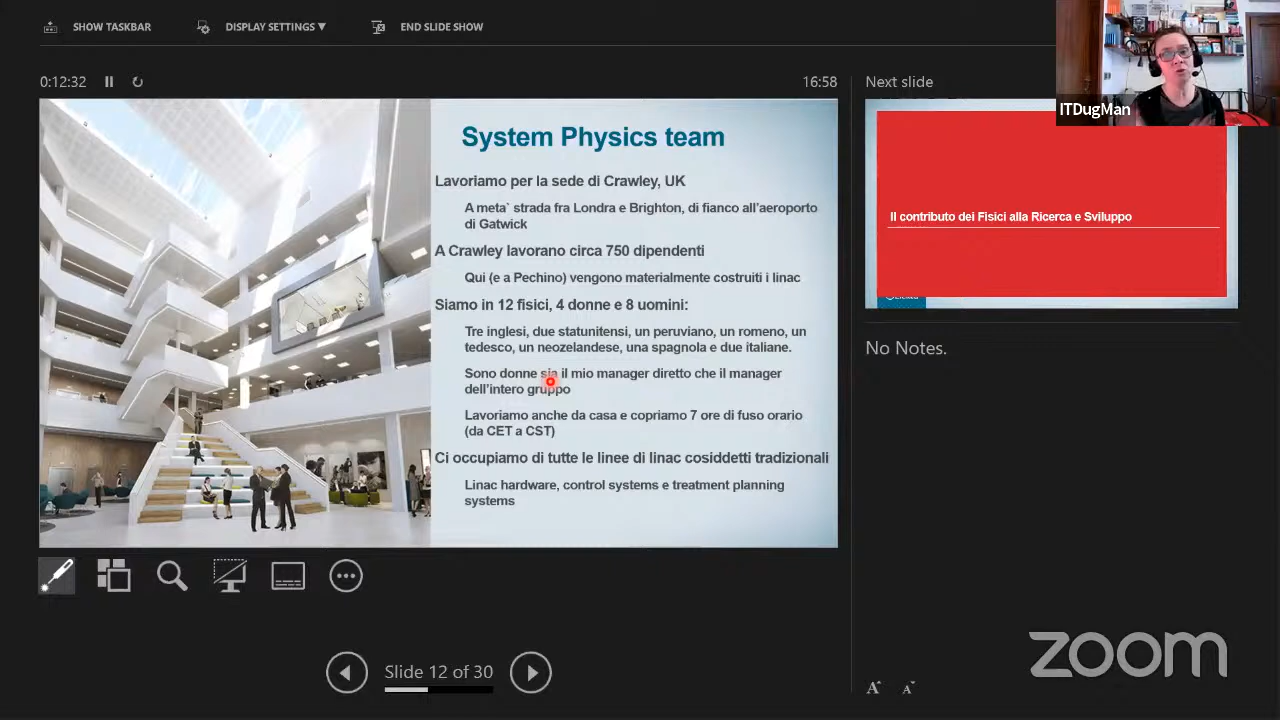 SHOW TASKBAR
DISPLAY SETTINGS ▼
END SLIDE SHOW
0:12:32
16:58
Next slide
ITDugMan
System Physics team
Lavoriamo per la sede di Crawley, UK
A meta` strada fra Londra e Brighton, di fianco all'aeroporto
di Gatwick
A Crawley lavorano circa 750 dipendenti
Qui (e a Pechino) vengono materialmente costruiti i linac
Siamo in 12 fisici, 4 donne e 8 uomini:
Tre inglesi, due statunitensi, un peruviano, un romeno, un
tedesco, un neozelandese, una spagnola e due italiane.
Sono donne sia il mio manager diretto che il manager
dell'intero gruppo
Lavoriamo anche da casa e copriamo 7 ore di fuso orario
(da CET a CST)
Ci occupiamo di tutte le linee di linac cosiddetti tradizionali
Linac hardware, control systems e treatment planning
systems
Il contributo dei Fisici alla Ricerca e Sviluppo
No Notes.
Slide 12 of 30
A A
zoom